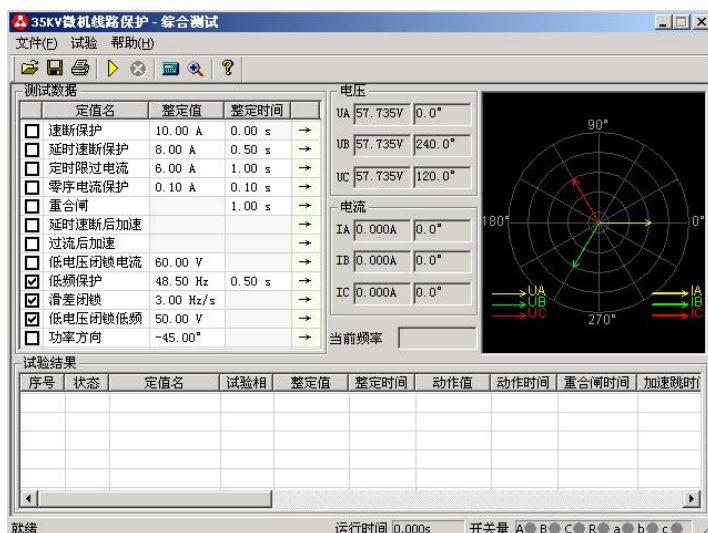 35KV微机线路保护 - 综合测试
文件(F) 试验 帮助(H)
测试数据
定值名 整定值 整定时间
速断保护 10.00 A 0.00 s →
延时速断保护 8.00 A 0.50 s →
定时限过电流 6.00 A 1.00 s →
零序电流保护 0.10 A 0.10 s →
重合闸 1.00 s →
延时速断后加速 →
过流后加速 →
低电压闭锁电流 60.00 V →
低频保护 48.50 Hz 0.50 s →
滑差闭锁 3.00 Hz/s →
低电压闭锁低频 50.00 V →
功率方向 -45.00° →
电压
UA 57.735V 0.0°
UB 57.735V 240.0°
UC 57.735V 120.0°
电流
IA 0.000A 0.0°
IB 0.000A 0.0°
IC 0.000A 0.0°
当前频率
90°
180° 0°
270°
UA IA
UB IB
UC IC
试验结果
序号 状态 定值名 试验相 整定值 整定时间 动作值 动作时间 重合闸时间 加速跳时
就绪 运行时间 0.000s 开关量 A B C R a b c